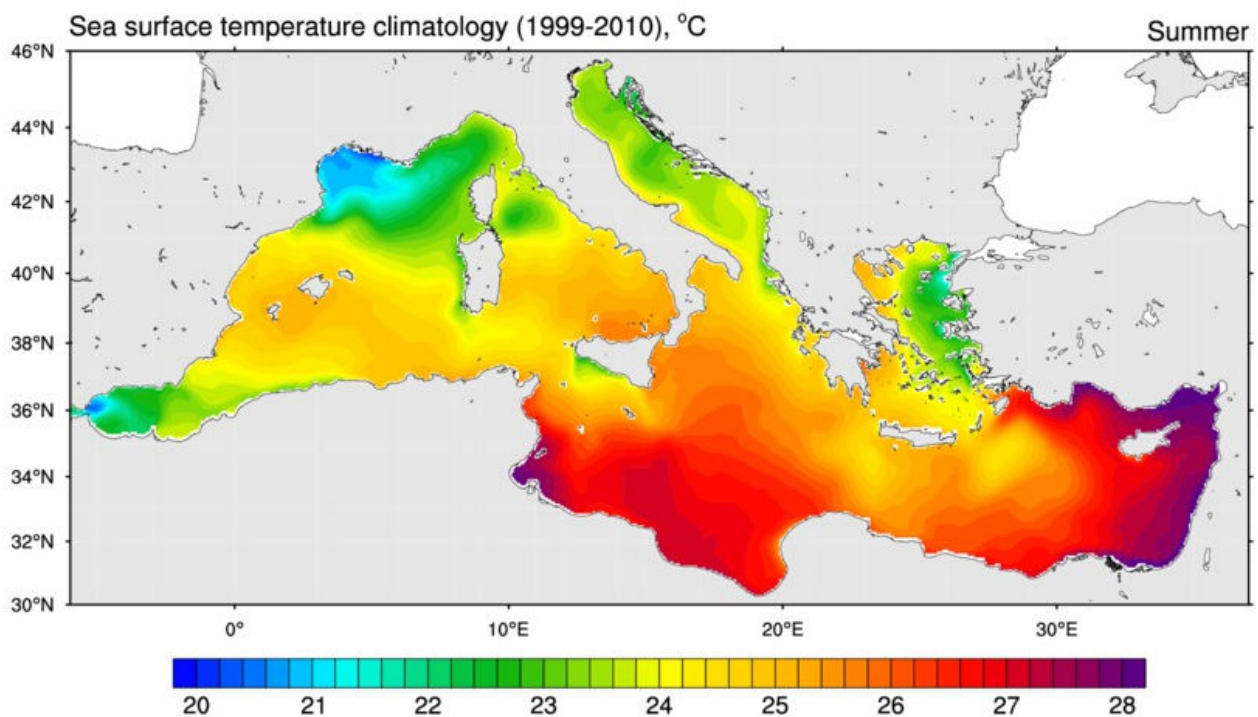 Sea surface temperature climatology (1999-2010), °C
Summer
46°N
44°N
42°N
40°N
38°N
36°N
34°N
32°N
30°N
0°
10°E
20°E
30°E
20 21 22 23 24 25 26 27 28